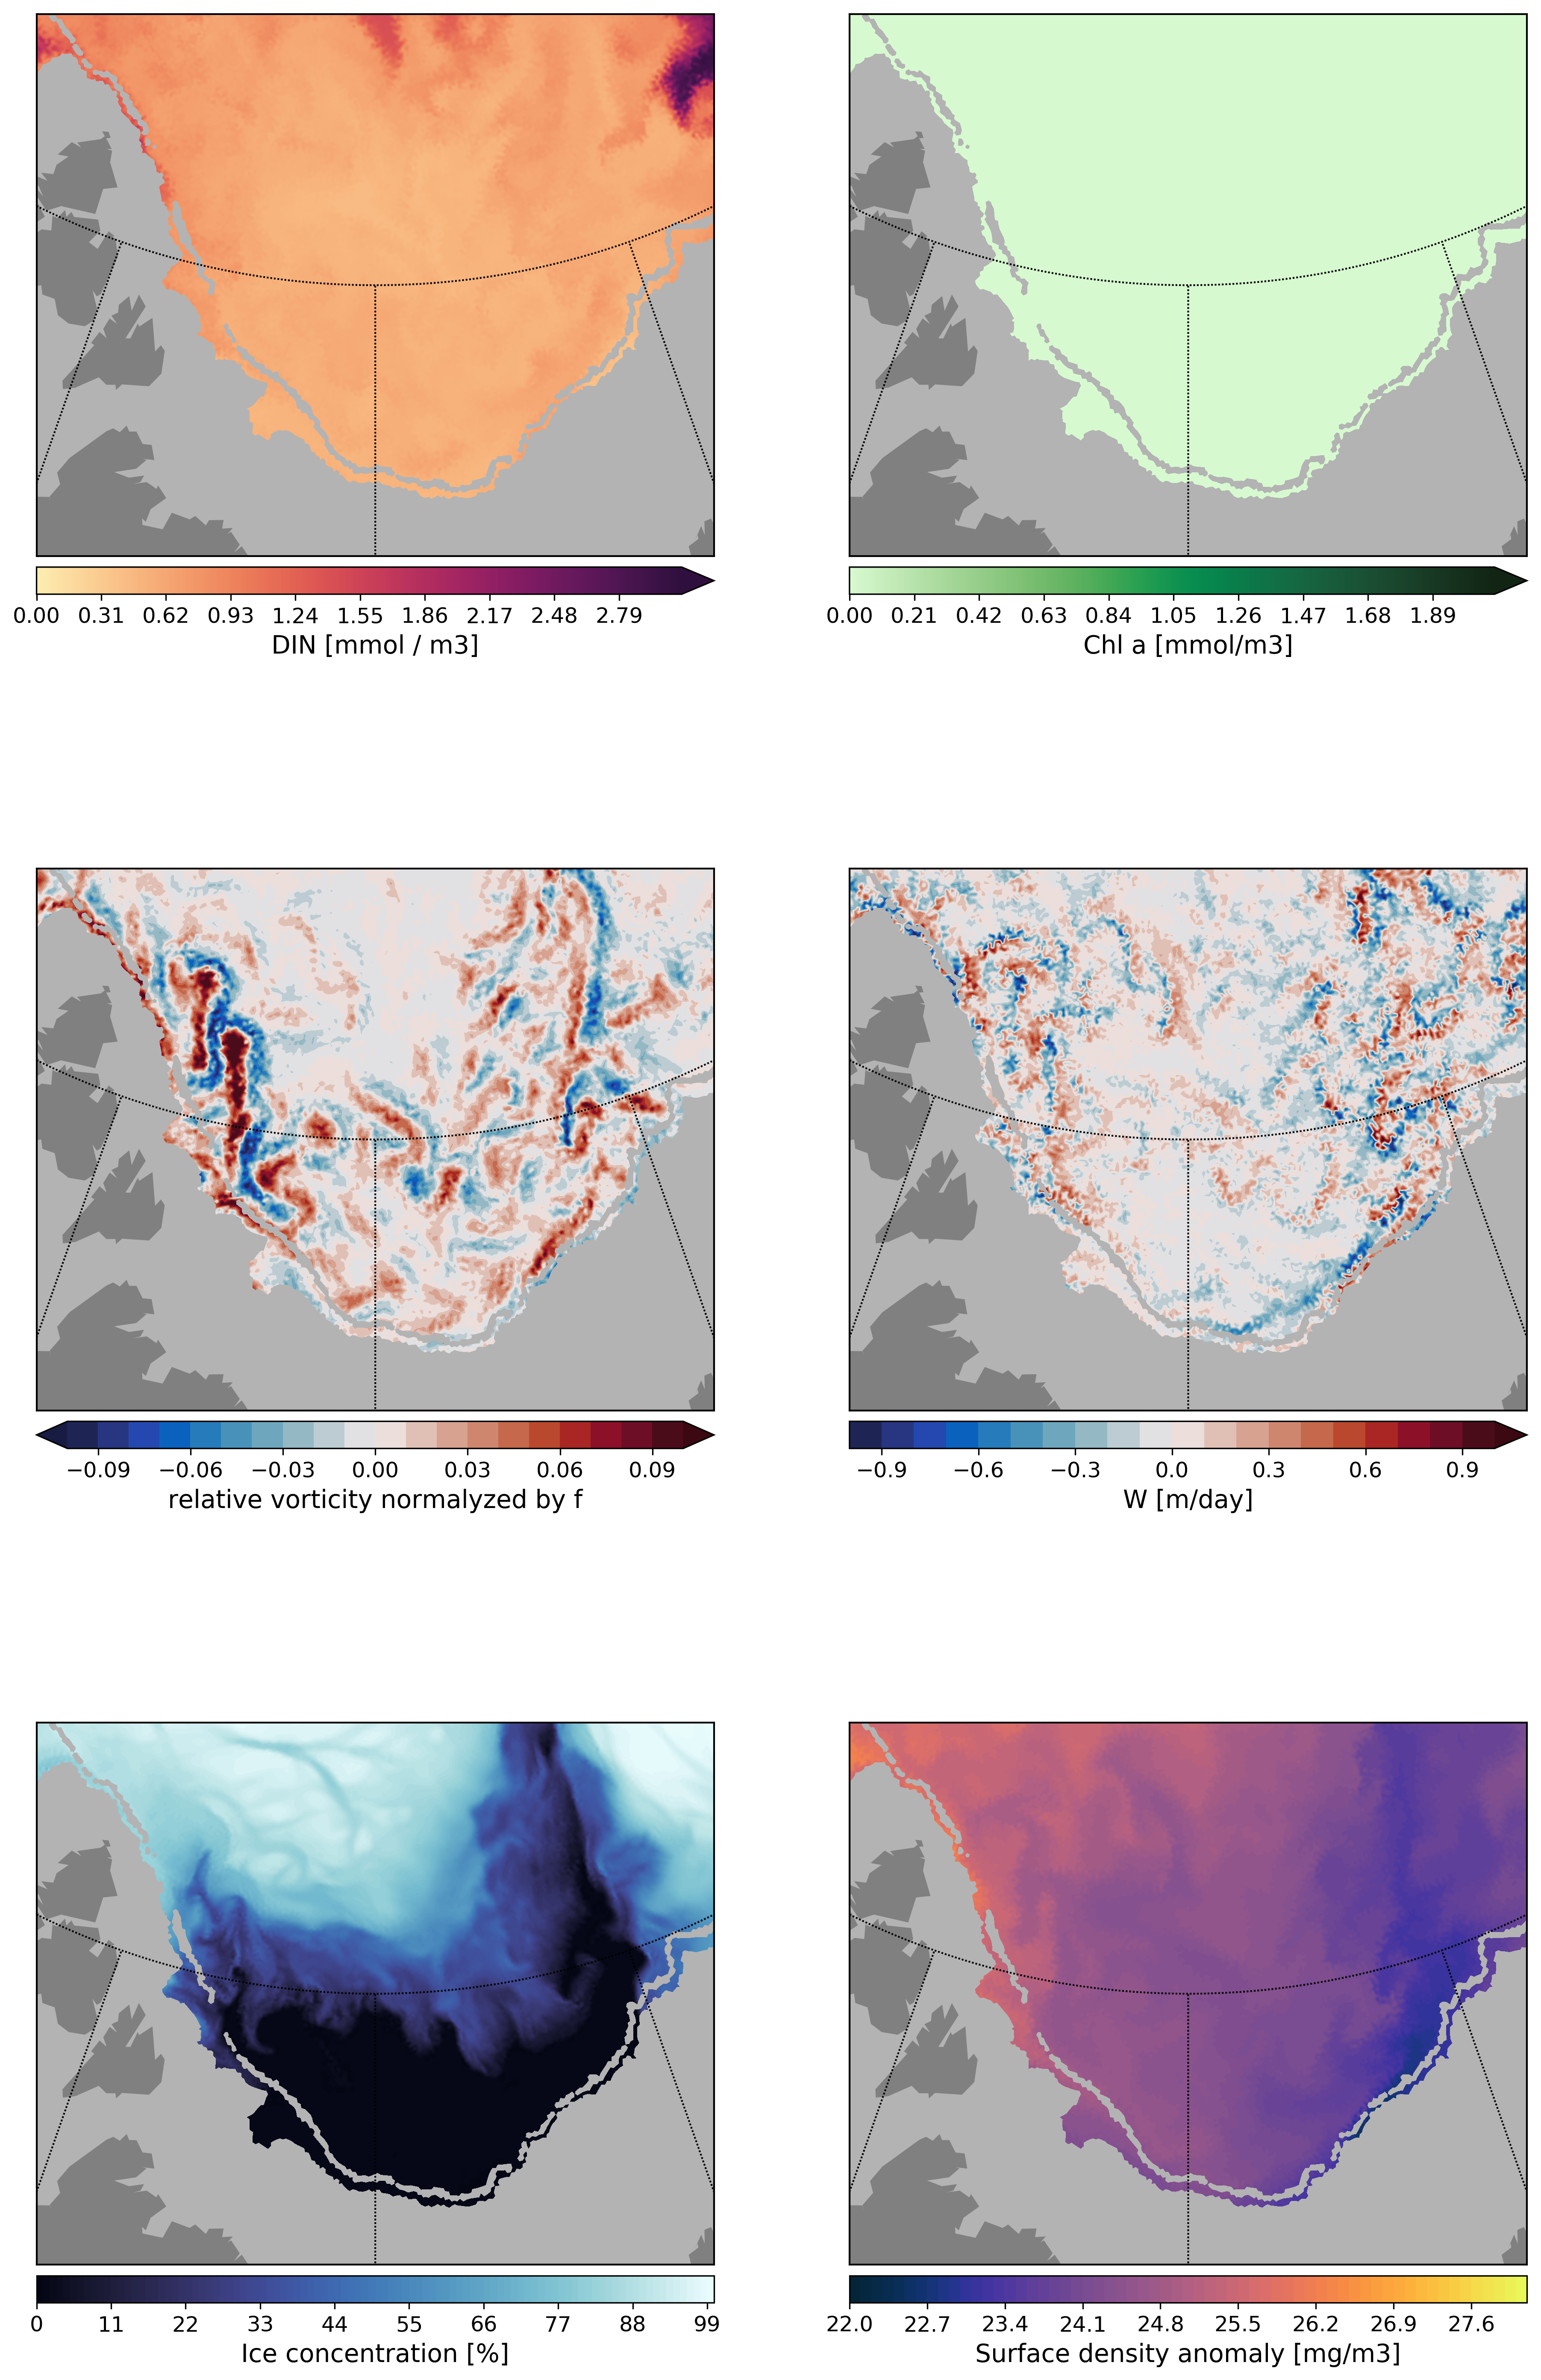 0.00 0.31 0.62 0.93 1.24 1.55 1.86 2.17 2.48 2.79
DIN [mmol / m3]
0.00 0.21 0.42 0.63 0.84 1.05 1.26 1.47 1.68 1.89
Chl a [mmol/m3]
−0.09 −0.06 −0.03 0.00 0.03 0.06 0.09
relative vorticity normalyzed by f
−0.9 −0.6 −0.3 0.0 0.3 0.6 0.9
W [m/day]
0 11 22 33 44 55 66 77 88 99
Ice concentration [%]
22.0 22.7 23.4 24.1 24.8 25.5 26.2 26.9 27.6
Surface density anomaly [mg/m3]